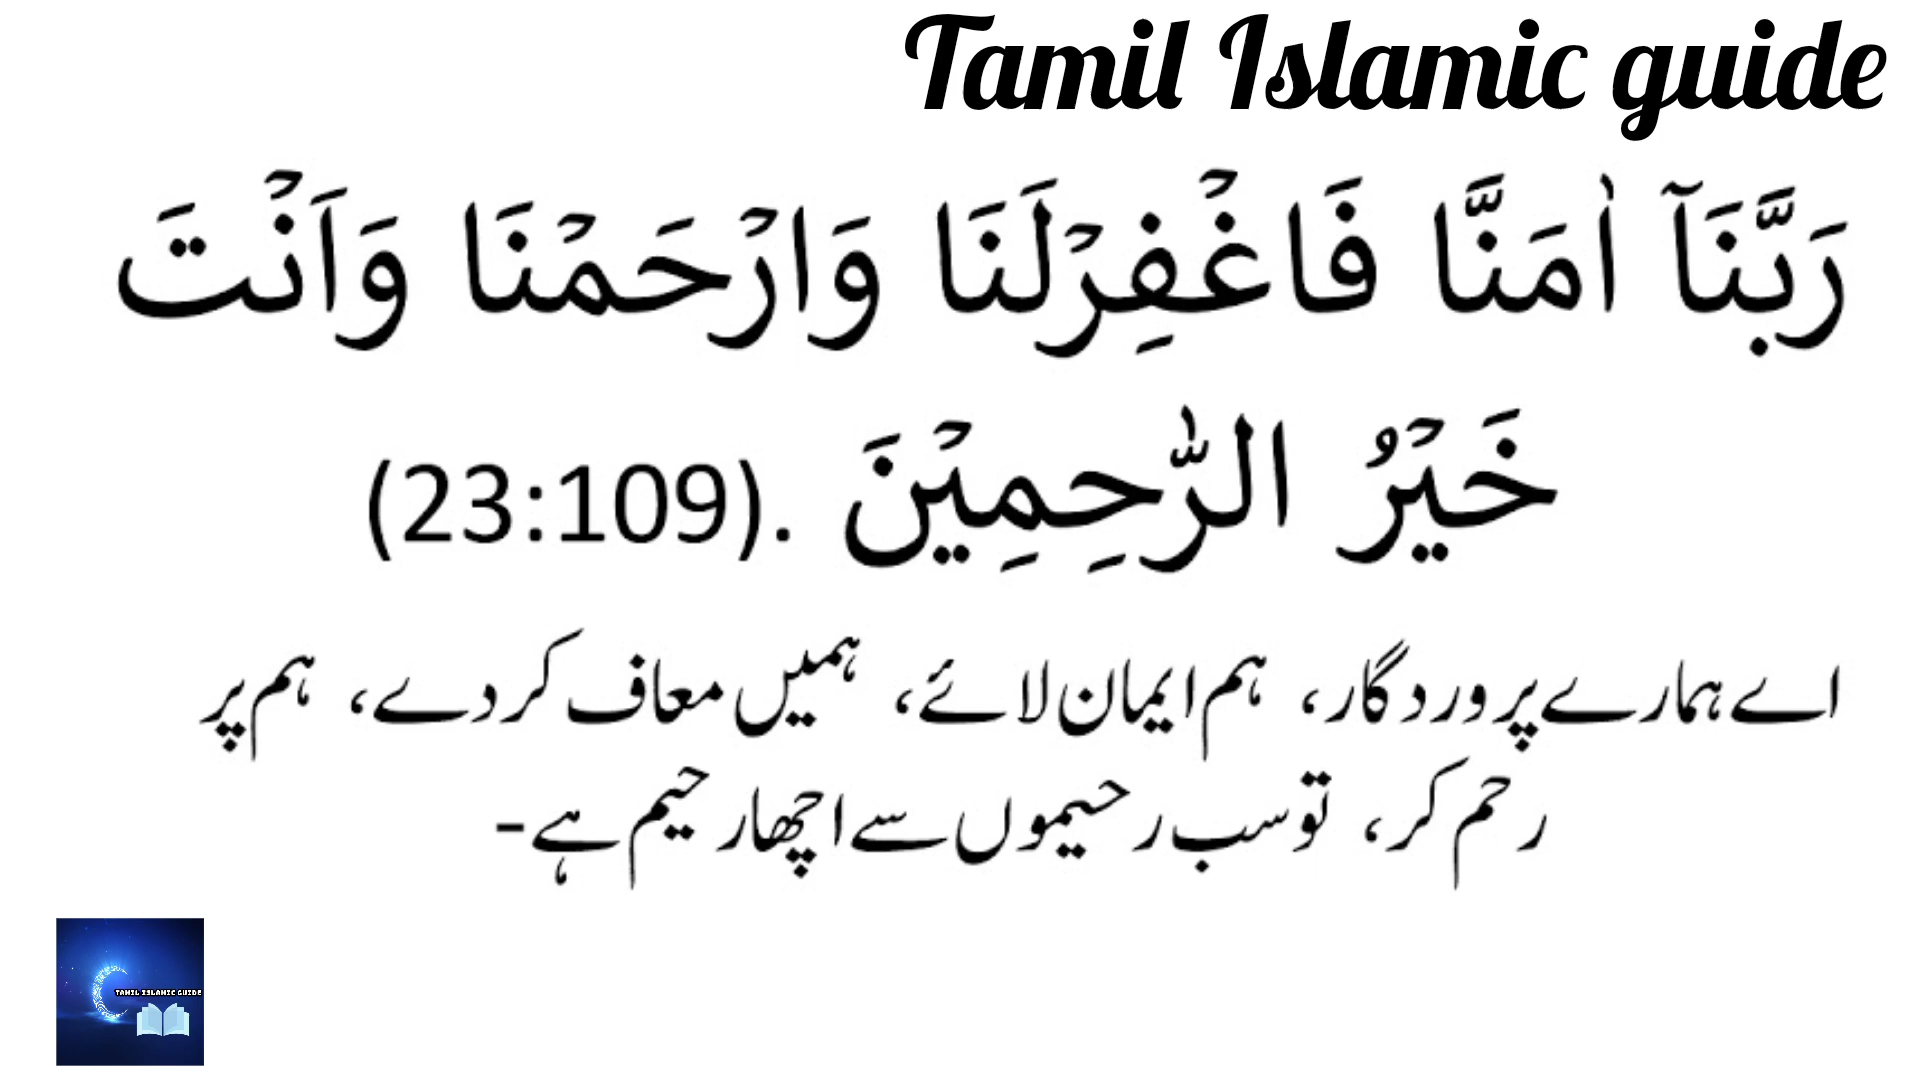 Tamil Islamic guide
رَبَّنَآ اٰمَنَّا فَاغْفِرْلَنَا وَارْحَمْنَا وَاَنْتَ
خَيْرُ الرّٰحِمِيْنَ .(23:109)
اے ہمارے پروردگار، ہم ایمان لائے، ہمیں معاف کردے، ہم پر
رحم کر، تو سب رحیموں سے اچھا رحیم ہے-
TAMIL ISLAMIC GUIDE